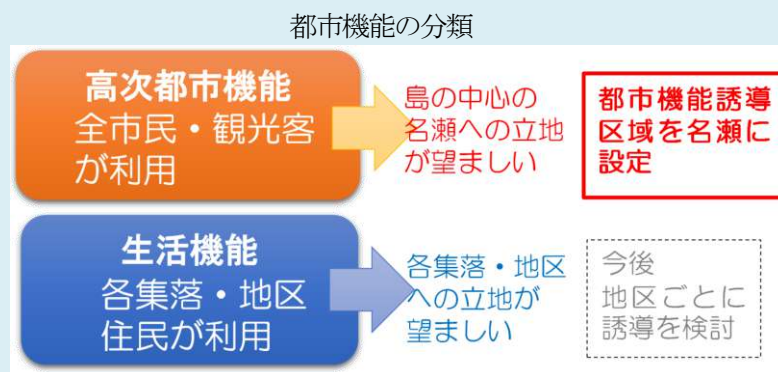 都市機能の分類
高次都市機能
全市民・観光客
が利用
島の中心の
名瀬への立地
が望ましい
都市機能誘導
区域を名瀬に
設定
生活機能
各集落・地区
住民が利用
各集落・地区
への立地が
望ましい
今後
地区ごとに
誘導を検討